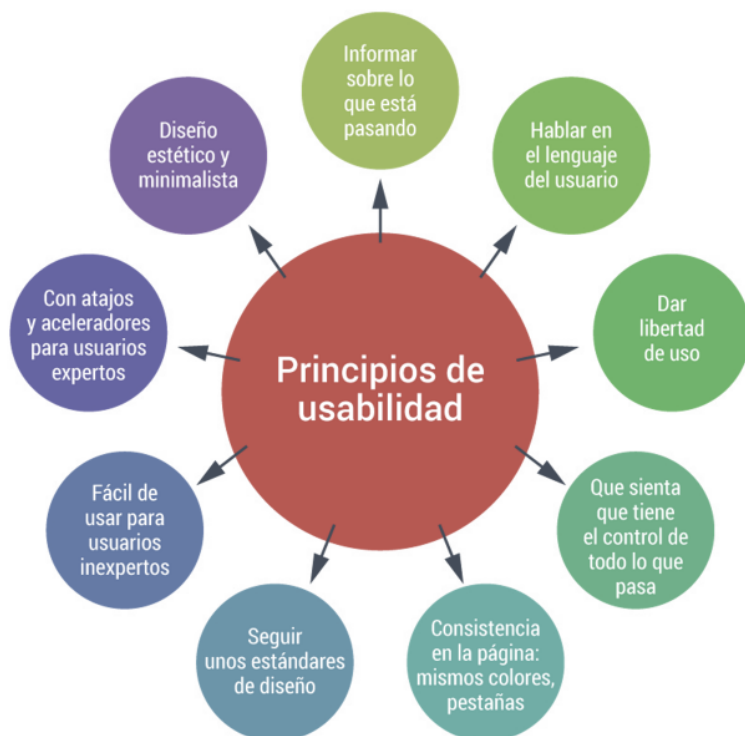 Informar
sobre lo
que está
pasando
Hablar en
el lenguaje
del usuario
Dar
libertad
de uso
Que sienta
que tiene
el control de
todo lo que
pasa
Consistencia
en la página:
mismos colores,
pestañas
Seguir
unos estándares
de diseño
Fácil de
usar para
usuarios
inexpertos
Con atajos
y aceleradores
para usuarios
expertos
Diseño
estético y
minimalista
Principios de
usabilidad